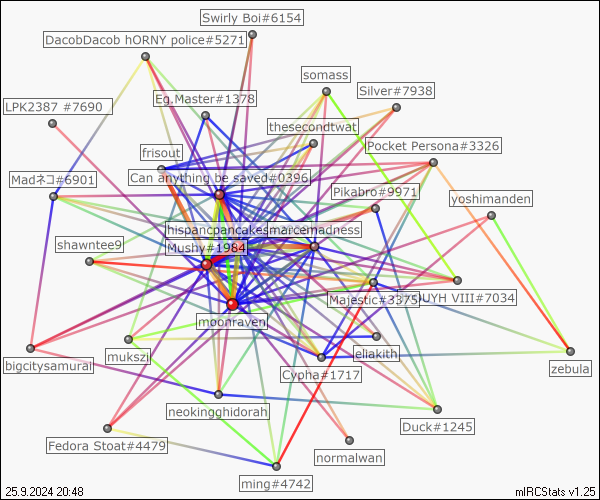 Swirly Boi#6154
DacobDacob hORNY police#5271
somass
Silver#7938
Eg.Master#1378
LPK2387 #7690
thesecondtwat
Pocket Persona#3326
frisout
Can anything be saved#0396
Madネコ#6901
Pikabro#9971
yoshimanden
hispancpancakesmarcemadness
shawntee9
Mushy#1984
Majestic#3375
OUYH VIII#7034
moonraven
mukszi
eliakith
bigcitysamurai
Cypha#1717
zebula
neokingghidorah
Duck#1245
Fedora Stoat#4479
normalwan
ming#4742
25.9.2024 20:48
mIRCStats v1.25